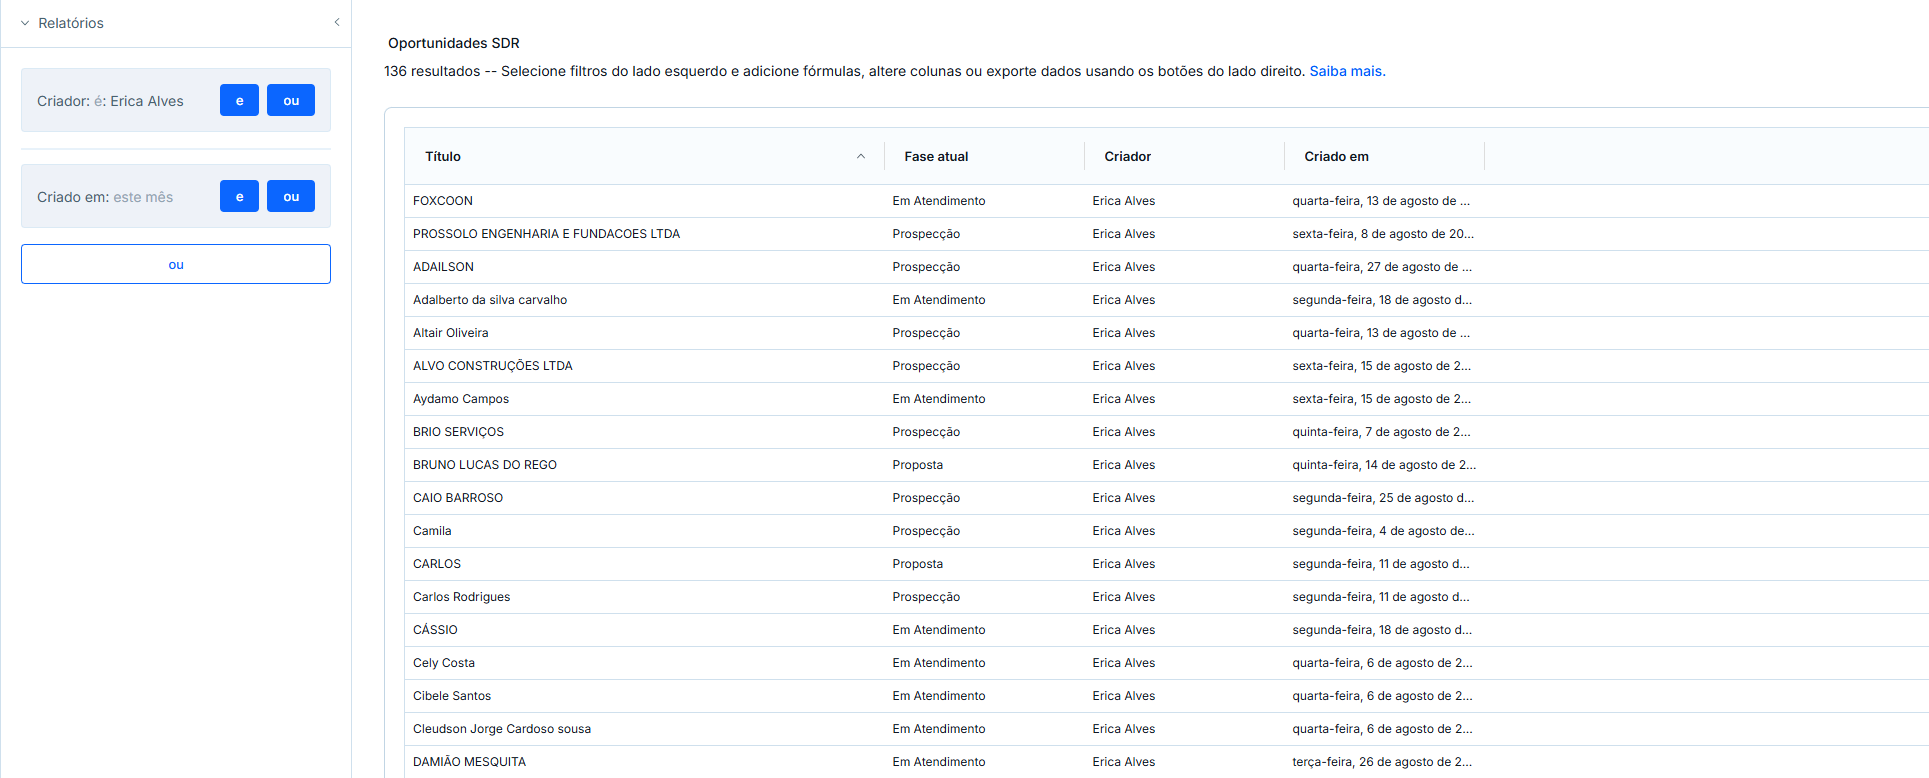 Relatórios
Criador: é: Erica Alves e ou
Criado em: este mês e ou
ou
Oportunidades SDR
136 resultados -- Selecione filtros do lado esquerdo e adicione fórmulas, altere colunas ou exporte dados usando os botões do lado direito. Saiba mais.
Título Fase atual Criador Criado em
FOXCOON Em Atendimento Erica Alves quarta-feira, 13 de agosto de ...
PROSSOLO ENGENHARIA E FUNDACOES LTDA Prospecção Erica Alves sexta-feira, 8 de agosto de 20...
ADAILSON Prospecção Erica Alves quarta-feira, 27 de agosto de ...
Adalberto da silva carvalho Em Atendimento Erica Alves segunda-feira, 18 de agosto d...
Altair Oliveira Prospecção Erica Alves quarta-feira, 13 de agosto de ...
ALVO CONSTRUÇÕES LTDA Prospecção Erica Alves sexta-feira, 15 de agosto de 2...
Aydamo Campos Em Atendimento Erica Alves sexta-feira, 15 de agosto de 2...
BRIO SERVIÇOS Prospecção Erica Alves quinta-feira, 7 de agosto de 2...
BRUNO LUCAS DO REGO Proposta Erica Alves quinta-feira, 14 de agosto de 2...
CAIO BARROSO Prospecção Erica Alves segunda-feira, 25 de agosto d...
Camila Prospecção Erica Alves segunda-feira, 4 de agosto de...
CARLOS Proposta Erica Alves segunda-feira, 11 de agosto d...
Carlos Rodrigues Prospecção Erica Alves segunda-feira, 11 de agosto d...
CÁSSIO Em Atendimento Erica Alves segunda-feira, 18 de agosto d...
Cely Costa Em Atendimento Erica Alves quarta-feira, 6 de agosto de 2...
Cibele Santos Em Atendimento Erica Alves quarta-feira, 6 de agosto de 2...
Cleudson Jorge Cardoso sousa Em Atendimento Erica Alves quarta-feira, 6 de agosto de 2...
DAMIÃO MESQUITA Em Atendimento Erica Alves terça-feira, 26 de agosto de 2...